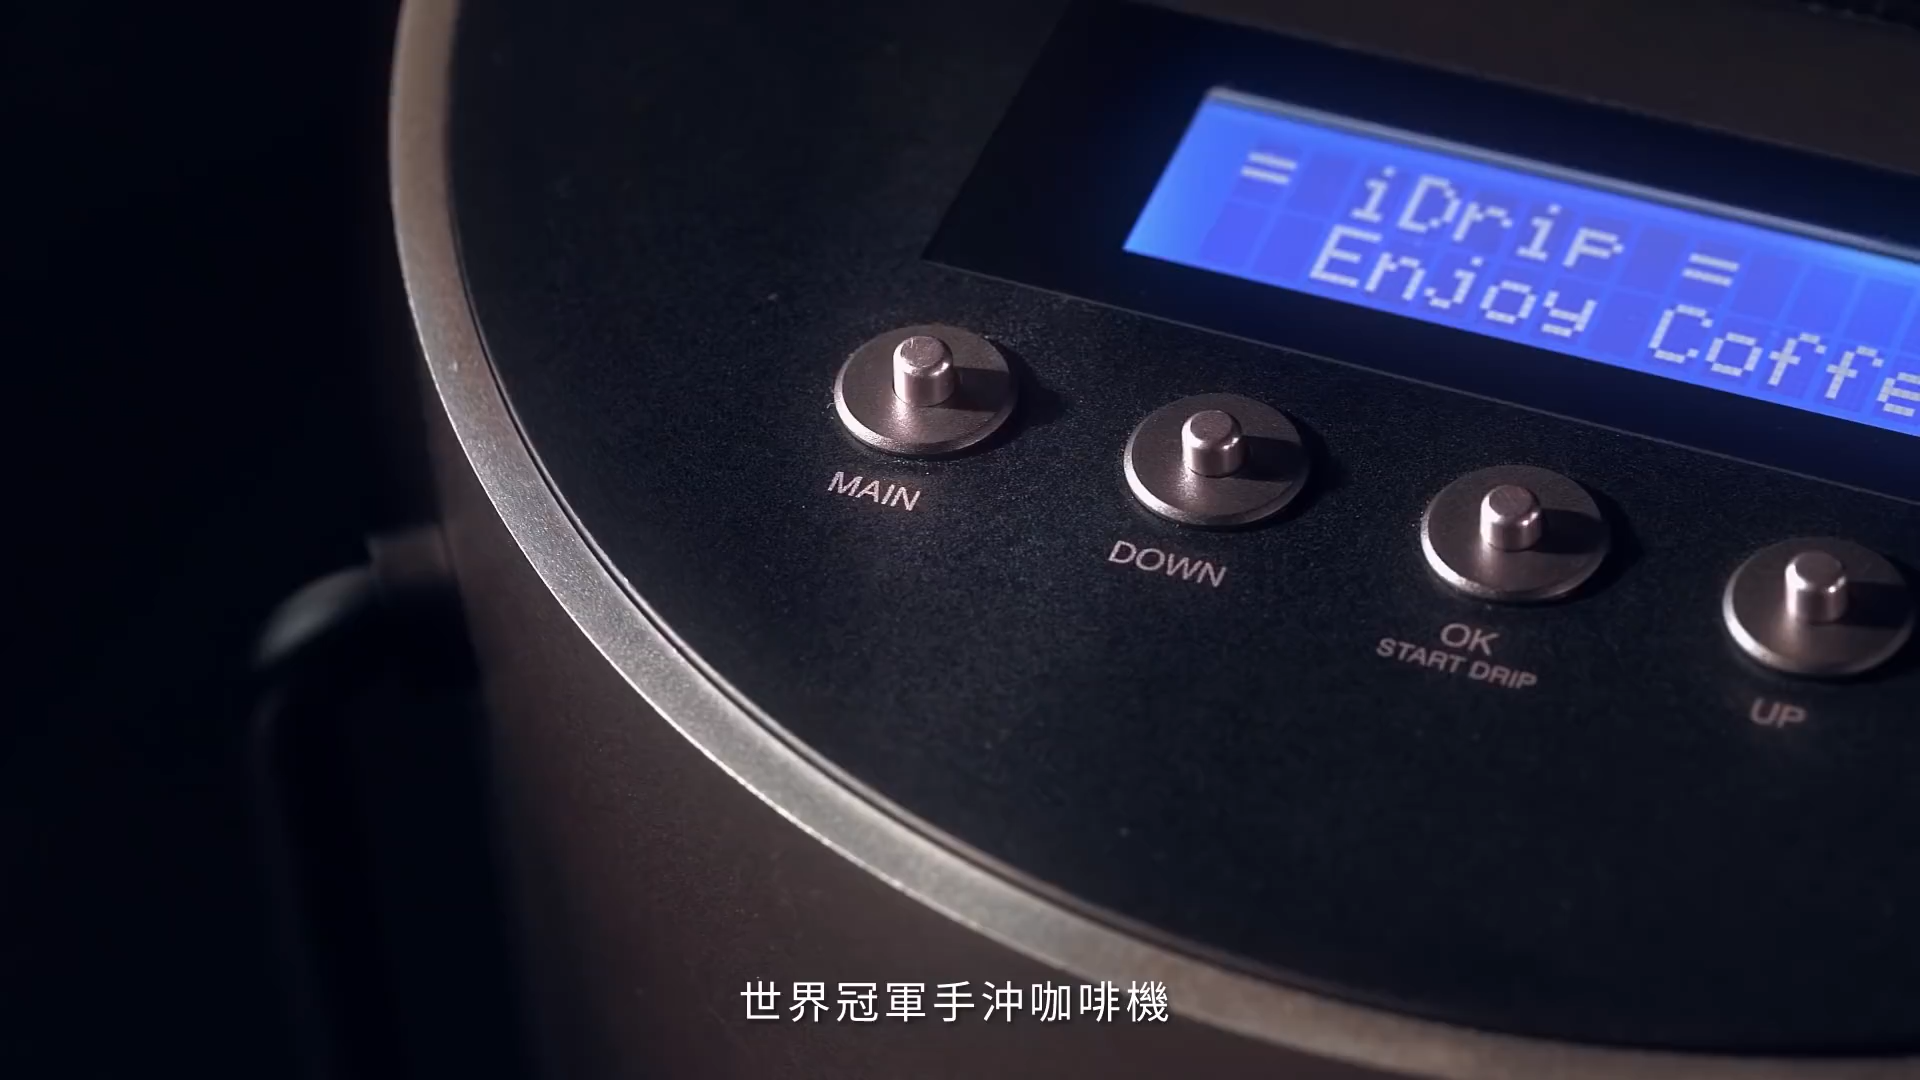 = iDrip =
Enjoy Coffe
MAIN
DOWN
OK
START DRIP
UP
世界冠軍手沖咖啡機